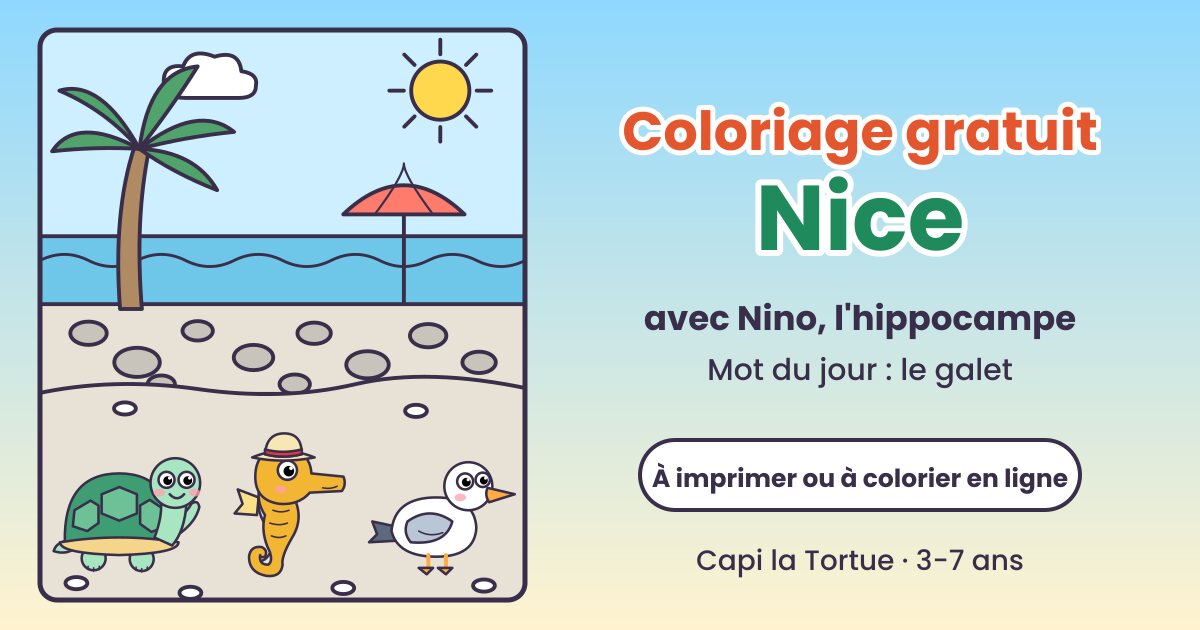 Coloriage gratuit
Nice
avec Nino, l'hippocampe
Mot du jour : le galet
À imprimer ou à colorier en ligne
Capi la Tortue · 3-7 ans